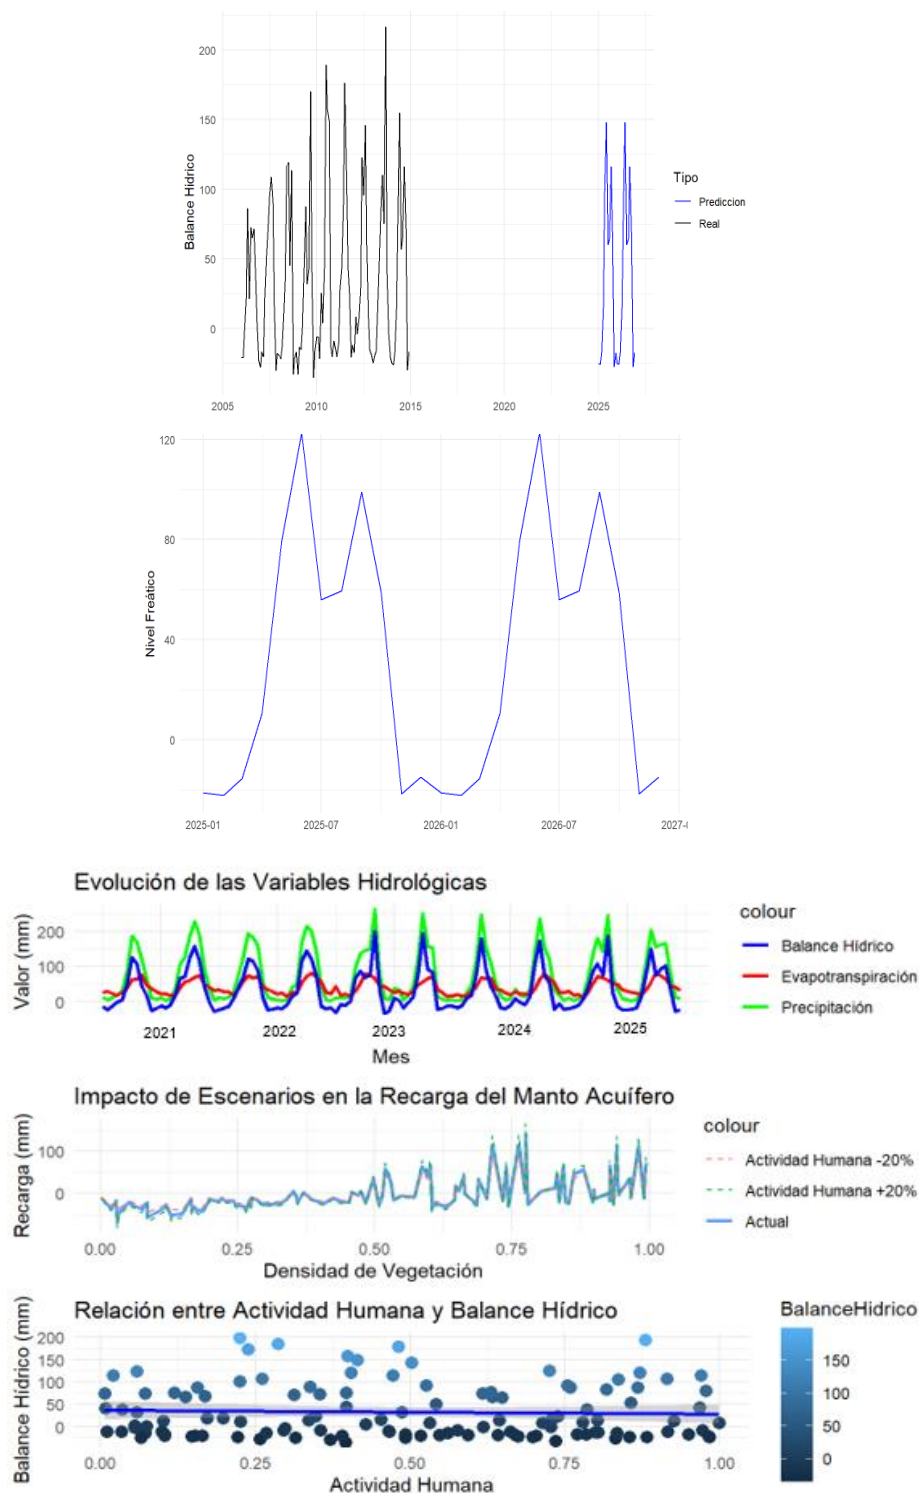 200
150
100
50
0
Balance Hídrico
2005
2010
2015
2020
2025
Tipo
Prediccion
Real
120
80
40
0
Nivel Freático
2025-01
2025-07
2026-01
2026-07
Evolución de las Variables Hidrológicas
Valor (mm)
200
100
0
2021
2022
2023
2024
2025
Mes
colour
Balance Hídrico
Evapotranspiración
Precipitación
Impacto de Escenarios en la Recarga del Manto Acuífero
Recarga (mm)
100
0
0.00
0.25
0.50
0.75
1.00
Densidad de Vegetación
colour
Actividad Humana -20%
Actividad Humana +20%
Actual
Relación entre Actividad Humana y Balance Hídrico
Balance Hídrico (mm)
200
150
100
50
0
0.00
0.25
0.50
0.75
1.00
Actividad Humana
BalanceHidrico
150
100
50
0